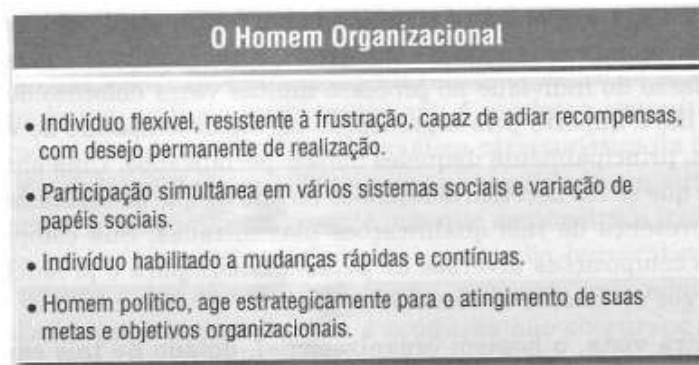 O Homem Organizacional
• Indivíduo flexível, resistente à frustração, capaz de adiar recompensas,
com desejo permanente de realização.
• Participação simultânea em vários sistemas sociais e variação de
papéis sociais.
• Indivíduo habilitado a mudanças rápidas e contínuas.
• Homem político, age estrategicamente para o atingimento de suas
metas e objetivos organizacionais.